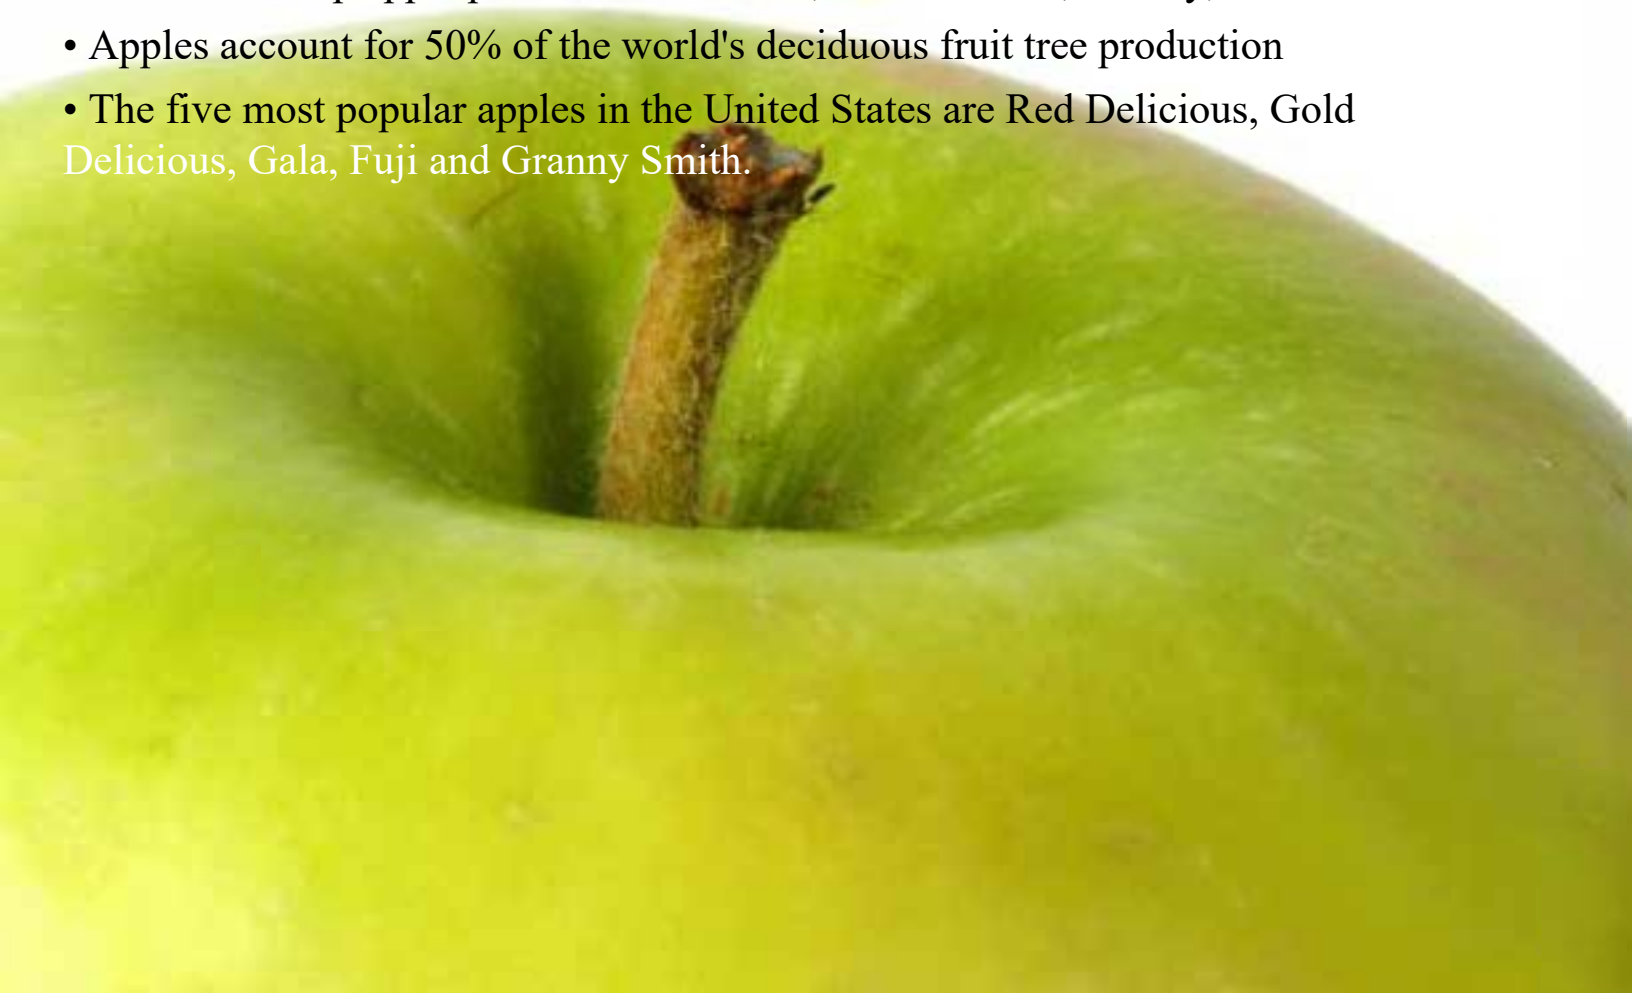 • Apples account for 50% of the world's deciduous fruit tree production
• The five most popular apples in the United States are Red Delicious, Gold
Delicious, Gala, Fuji and Granny Smith.